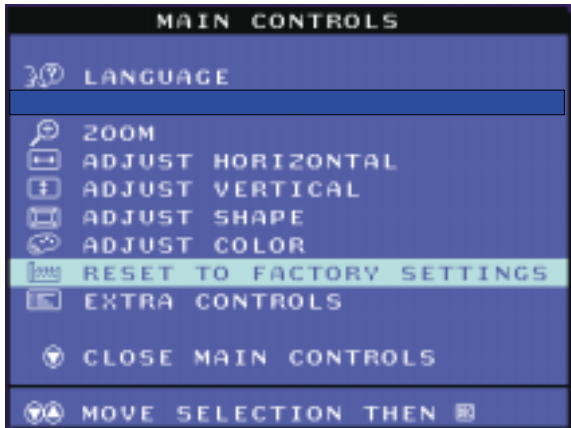 MAIN CONTROLS
LANGUAGE
ZOOM
ADJUST HORIZONTAL
ADJUST VERTICAL
ADJUST SHAPE
ADJUST COLOR
RESET TO FACTORY SETTINGS
EXTRA CONTROLS
CLOSE MAIN CONTROLS
MOVE SELECTION THEN